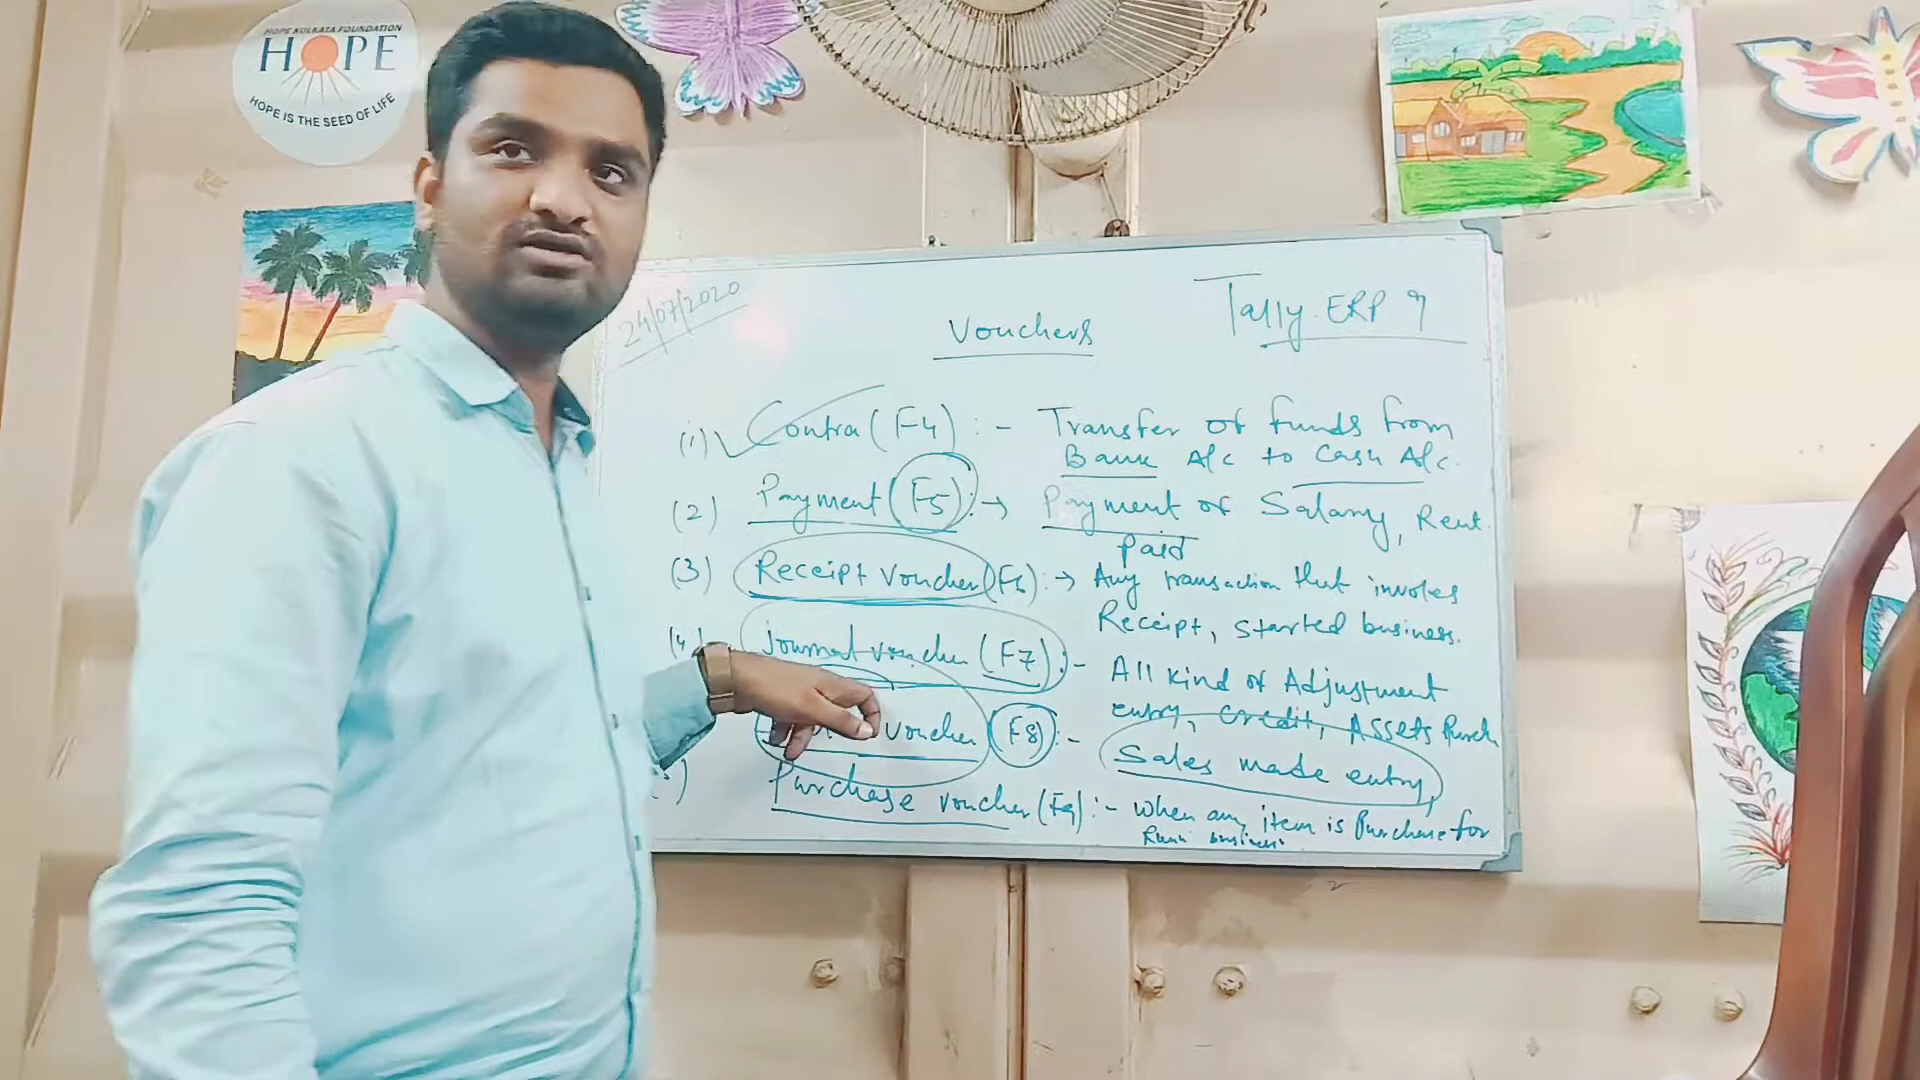 HOPE KOLKATA FOUNDATION
HOPE
HOPE IS THE SEED OF LIFE
24/07/2020
Vouchers
Tally.ERP 9
(1) Contra (F4) :- Transfer of funds from
Bank A/c to Cash A/c.
(2) Payment (F5) :→ Payment of Salary, Rent
paid
(3) Receipt Voucher (F6) :→ Any transaction that involes
Receipt, Started business.
(4) Journal voucher (F7) :- All kind of Adjustment
entry, Credit, Assets Purch
voucher (F8) :- Sales made entry,
Purchase voucher (F9) :- when any item is Purchase for
business